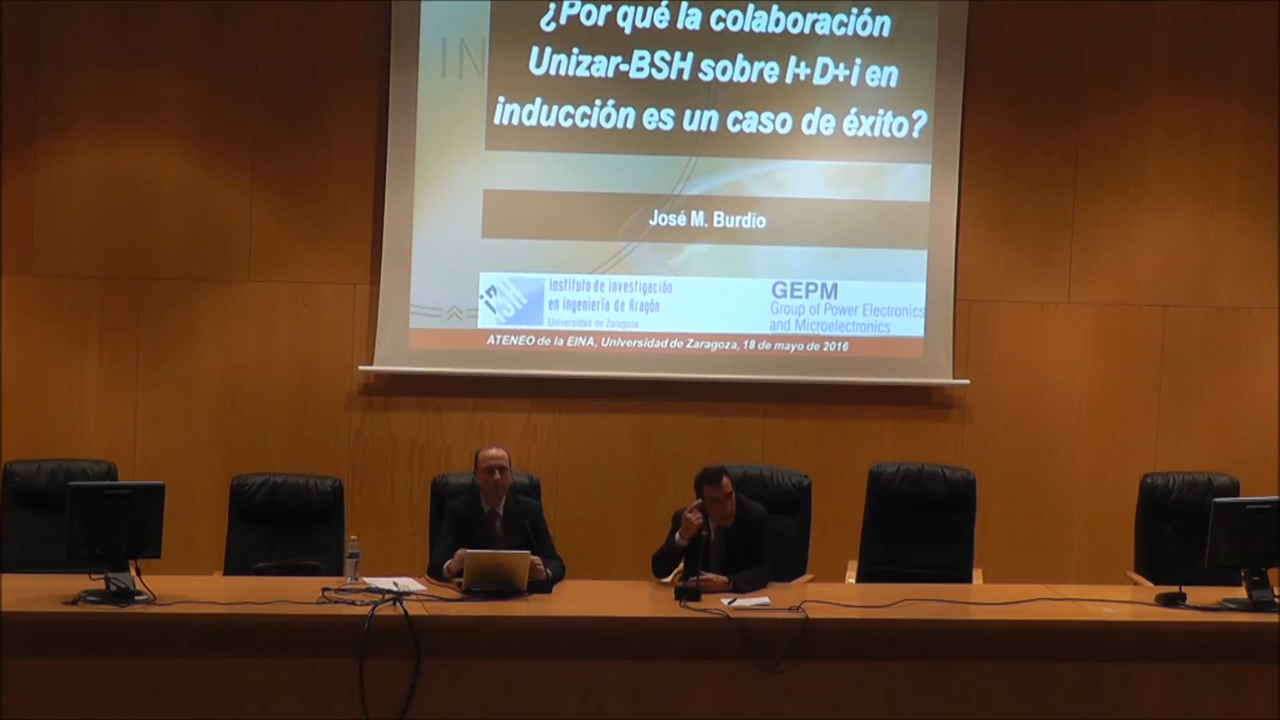 ¿Por qué la colaboración
Unizar-BSH sobre I+D+i en
inducción es un caso de éxito?
IN
José M. Burdío
instituto de investigación
en ingeniería de Aragón
Universidad de Zaragoza
GEPM
Group of Power Electronics
and Microelectronics
ATENEO de la EINA, Universidad de Zaragoza, 18 de mayo de 2016